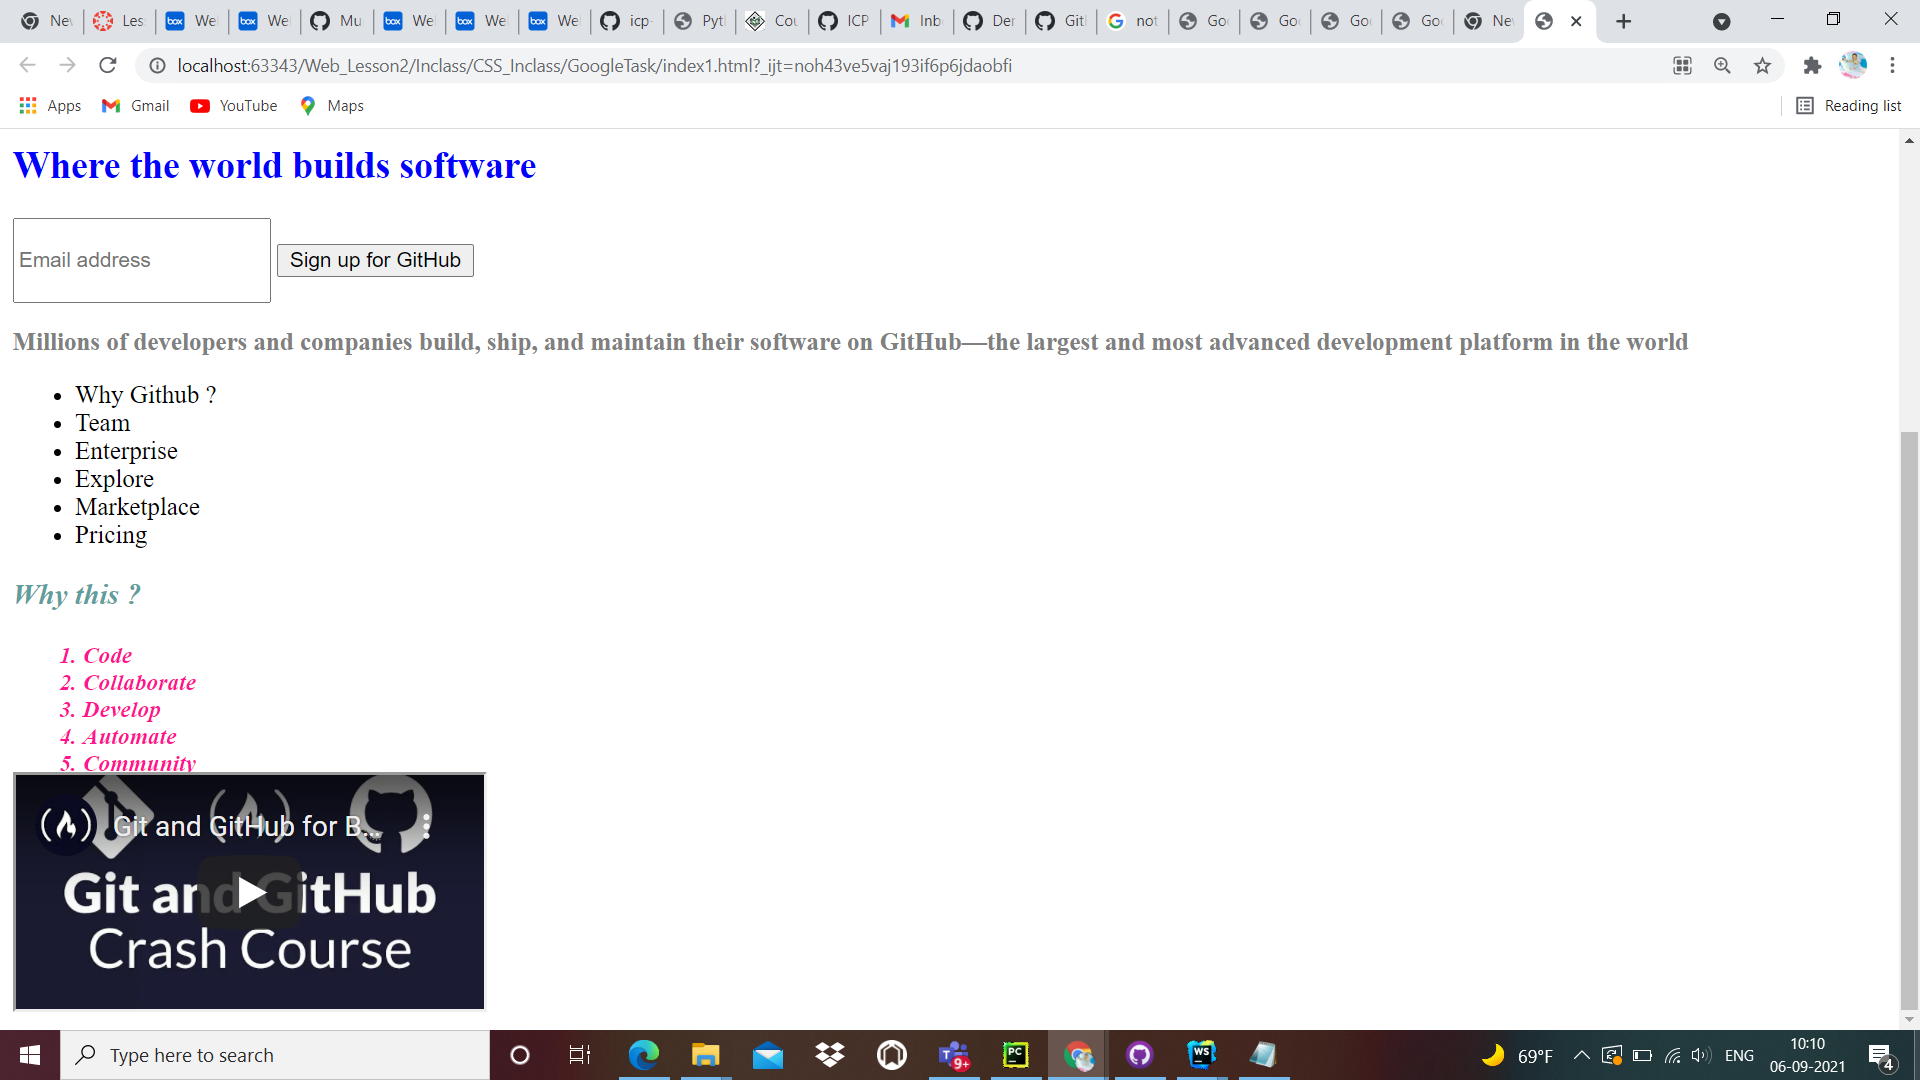 Ne Les We We Mu We We We icp- Pyt Cou ICP Inb Der Git not Goo Goo Goo Goo Ne
localhost:63343/Web_Lesson2/Inclass/CSS_Inclass/GoogleTask/index1.html?_ijt=noh43ve5vaj193if6p6jdaobfi
Apps Gmail YouTube Maps Reading list
Where the world builds software
Email address Sign up for GitHub
Millions of developers and companies build, ship, and maintain their software on GitHub—the largest and most advanced development platform in the world
• Why Github ?
• Team
• Enterprise
• Explore
• Marketplace
• Pricing
Why this ?
1. Code
2. Collaborate
3. Develop
4. Automate
5. Community
Git and GitHub for B...
Git and GitHub
Crash Course
Type here to search
69°F ENG
10:10
06-09-2021
4